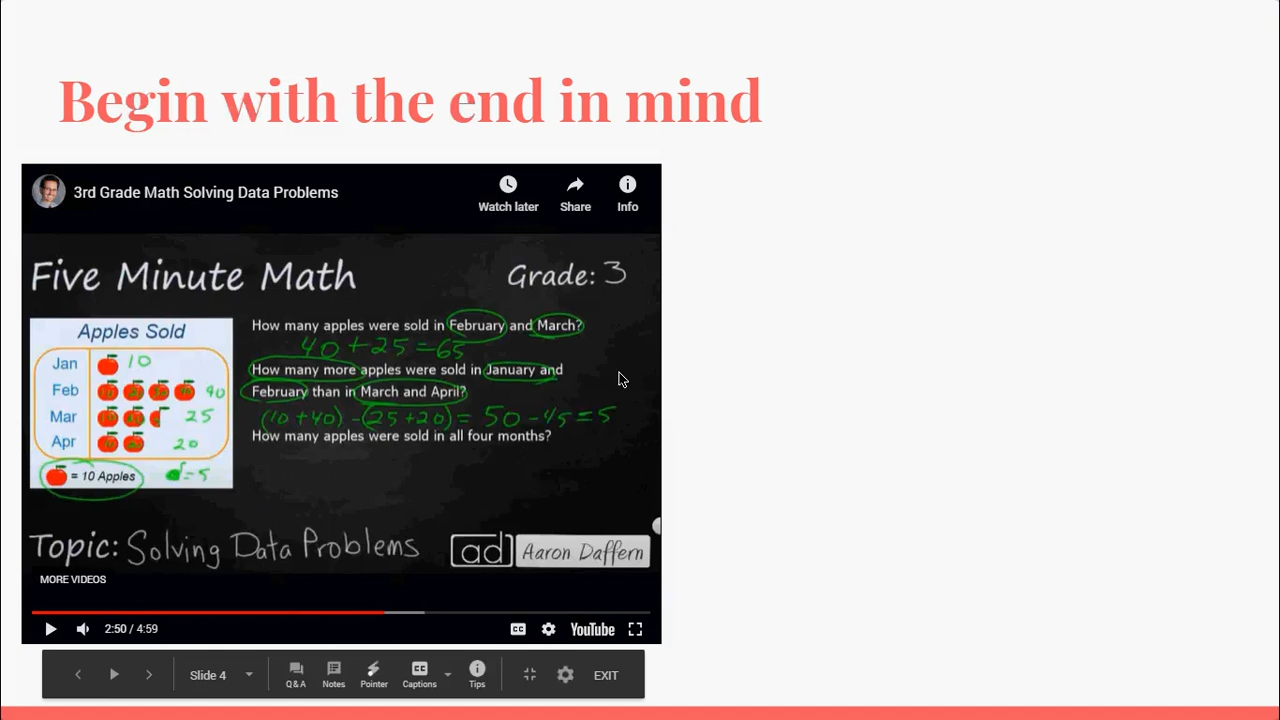 Begin with the end in mind
3rd Grade Math Solving Data Problems
Watch later
Share
Info
Five Minute Math
Grade: 3
Apples Sold
Jan 10
Feb 40
Mar 25
Apr 20
= 10 Apples
=5
How many apples were sold in February and March?
40 + 25 = 65
How many more apples were sold in January and
February than in March and April?
(10 + 40) - (25 + 20) = 50 - 45 = 5
How many apples were sold in all four months?
Topic: Solving Data Problems
ad Aaron Daffern
MORE VIDEOS
2:50 / 4:59
CC
YouTube
Slide 4
Q & A
Notes
Pointer
CC
Captions
Tips
EXIT